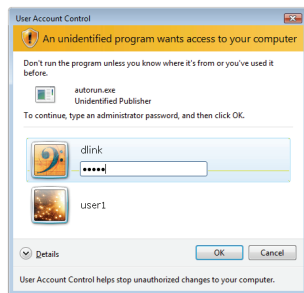 User Account Control
An unidentified program wants access to your computer
Don't run the program unless you know where it's from or you've used it
before.
autorun.exe
Unidentified Publisher
To continue, type an administrator password, and then click OK.
dlink
•••••
user1
Details
OK
Cancel
User Account Control helps stop unauthorized changes to your computer.